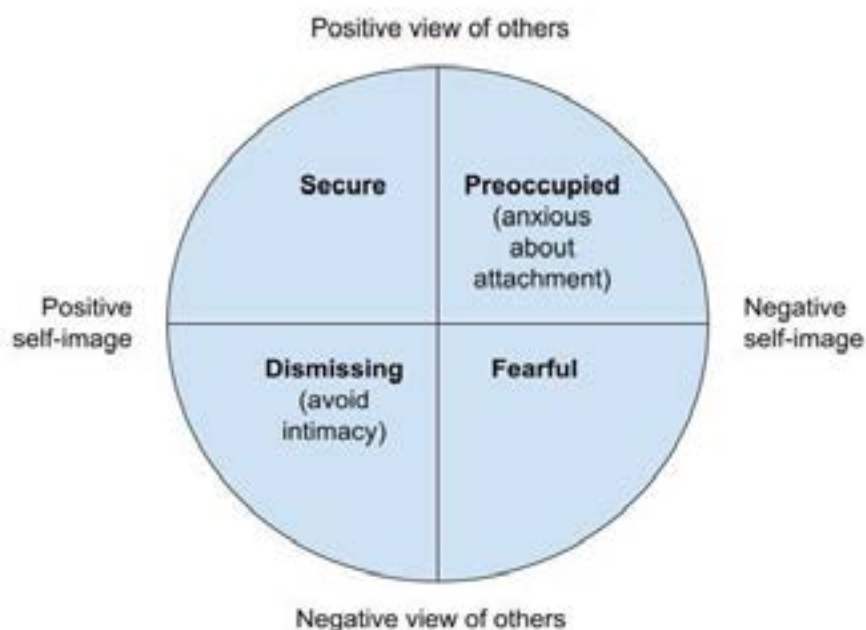 Positive view of others
Secure
Preoccupied
(anxious
about
attachment)
Positive
self-image
Negative
self-image
Dismissing
(avoid
intimacy)
Fearful
Negative view of others